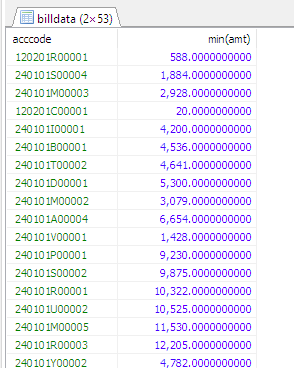 billdata (2×53)
acccode min(amt)
120201R00001 588.0000000000
240101S00004 1,884.0000000000
240101M00003 2,928.0000000000
120201C00001 20.0000000000
240101I00001 4,200.0000000000
240101B00001 4,536.0000000000
240101T00002 4,641.0000000000
240101D00001 5,300.0000000000
240101M00002 3,079.0000000000
240101A00004 6,654.0000000000
240101V00001 1,428.0000000000
240101P00001 9,230.0000000000
240101S00002 9,875.0000000000
240101R00001 10,322.0000000000
240101U00002 10,525.0000000000
240101M00005 11,530.0000000000
240101R00003 12,205.0000000000
240101Y00002 4,782.0000000000